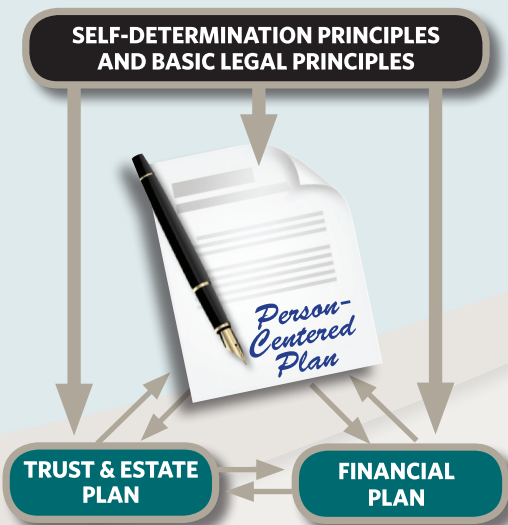 SELF-DETERMINATION PRINCIPLES
AND BASIC LEGAL PRINCIPLES
Person-
Centered
Plan
TRUST & ESTATE
PLAN
FINANCIAL
PLAN